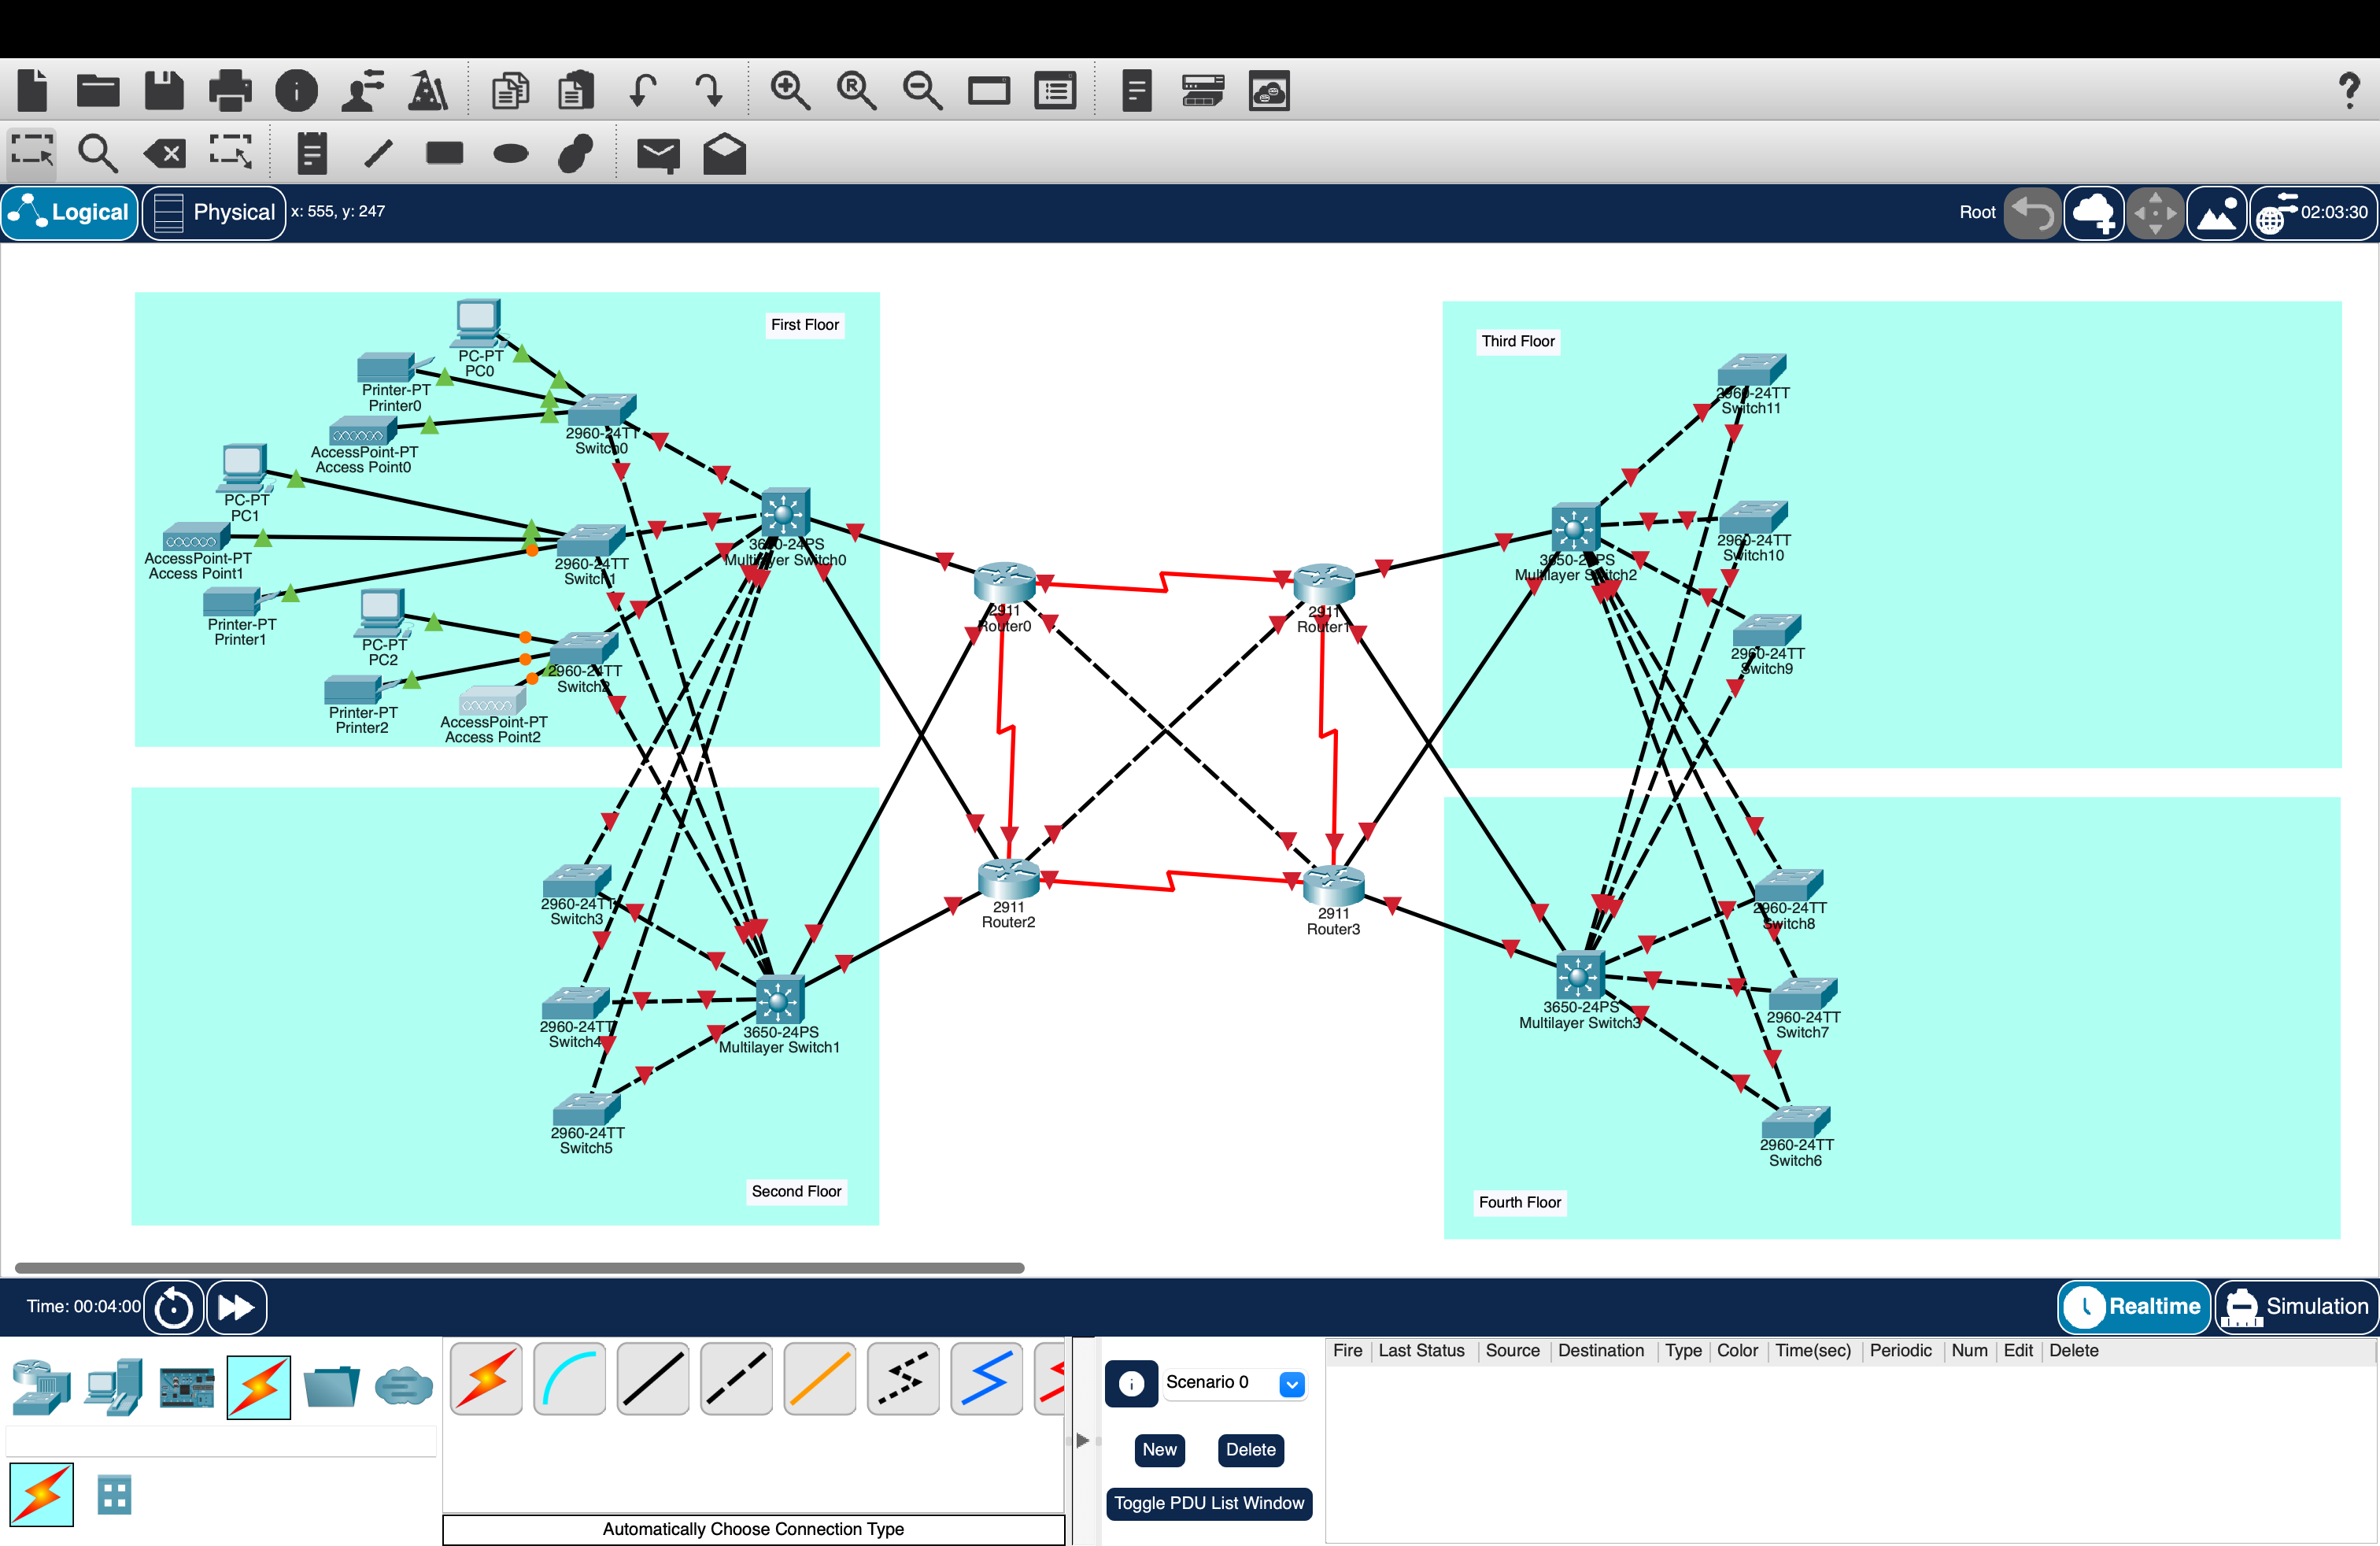 Logical
Physical
x: 555, y: 247
Root
02:03:30
First Floor
PC-PT
PC0
Printer-PT
Printer0
AccessPoint-PT
Access Point0
2960-24TT
Switch0
PC-PT
PC1
AccessPoint-PT
Access Point1
Printer-PT
Printer1
2960-24TT
Switch1
PC-PT
PC2
Printer-PT
Printer2
AccessPoint-PT
Access Point2
2960-24TT
Switch2
3650-24PS
Multilayer Switch0
2911
Router0
2911
Router1
Third Floor
2960-24TT
Switch11
3650-24PS
Multilayer Switch2
2960-24TT
Switch10
2960-24TT
Switch9
2960-24TT
Switch3
2960-24TT
Switch4
2960-24TT
Switch5
3650-24PS
Multilayer Switch1
Second Floor
2911
Router2
2911
Router3
2960-24TT
Switch8
3650-24PS
Multilayer Switch3
2960-24TT
Switch7
2960-24TT
Switch6
Fourth Floor
Time: 00:04:00
Realtime
Simulation
Scenario 0
New
Delete
Toggle PDU List Window
Fire Last Status Source Destination Type Color Time(sec) Periodic Num Edit Delete
Automatically Choose Connection Type